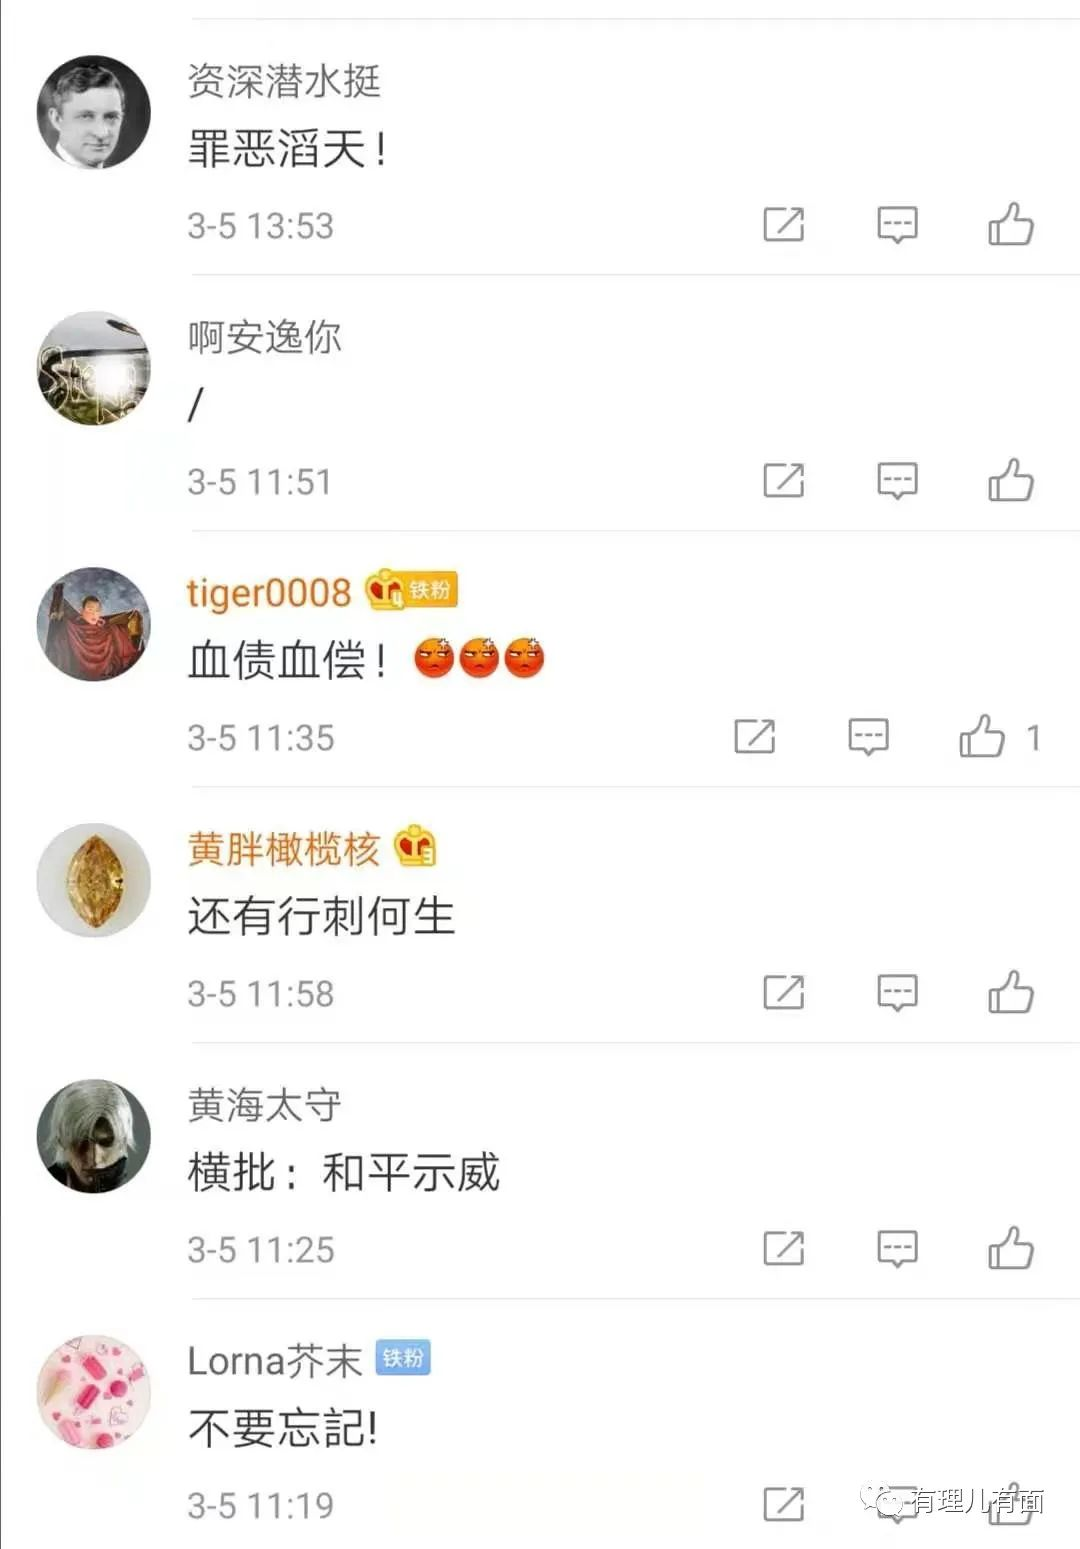 资深潜水挺
罪恶滔天！
3-5 13:53
啊安逸你
/
3-5 11:51
tiger0008 4 铁粉
血债血偿！
3-5 11:35 1
黄胖橄榄核 3
还有行刺何生
3-5 11:58
黄海太守
横批：和平示威
3-5 11:25
Lorna芥末 铁粉
不要忘記!
3-5 11:19
有理儿有面